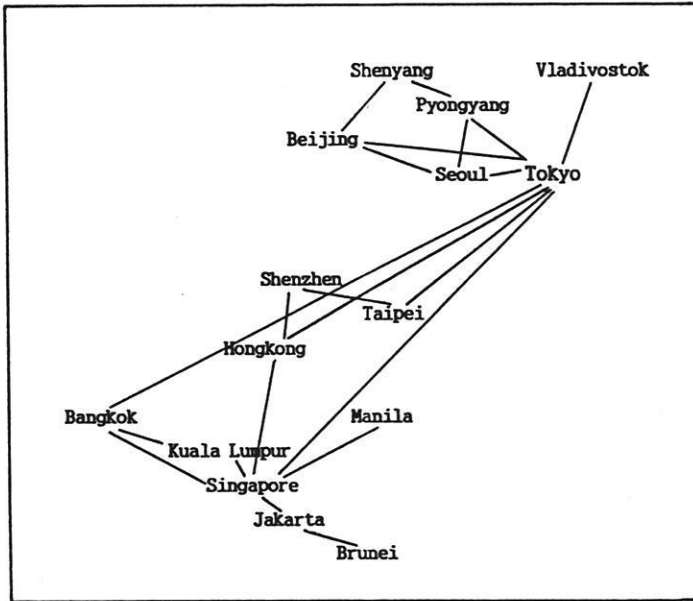 Shenyang
Vladivostok
Pyongyang
Beijing
Seoul
Tokyo
Shenzhen
Taipei
Hongkong
Bangkok
Manila
Kuala Lumpur
Singapore
Jakarta
Brunei